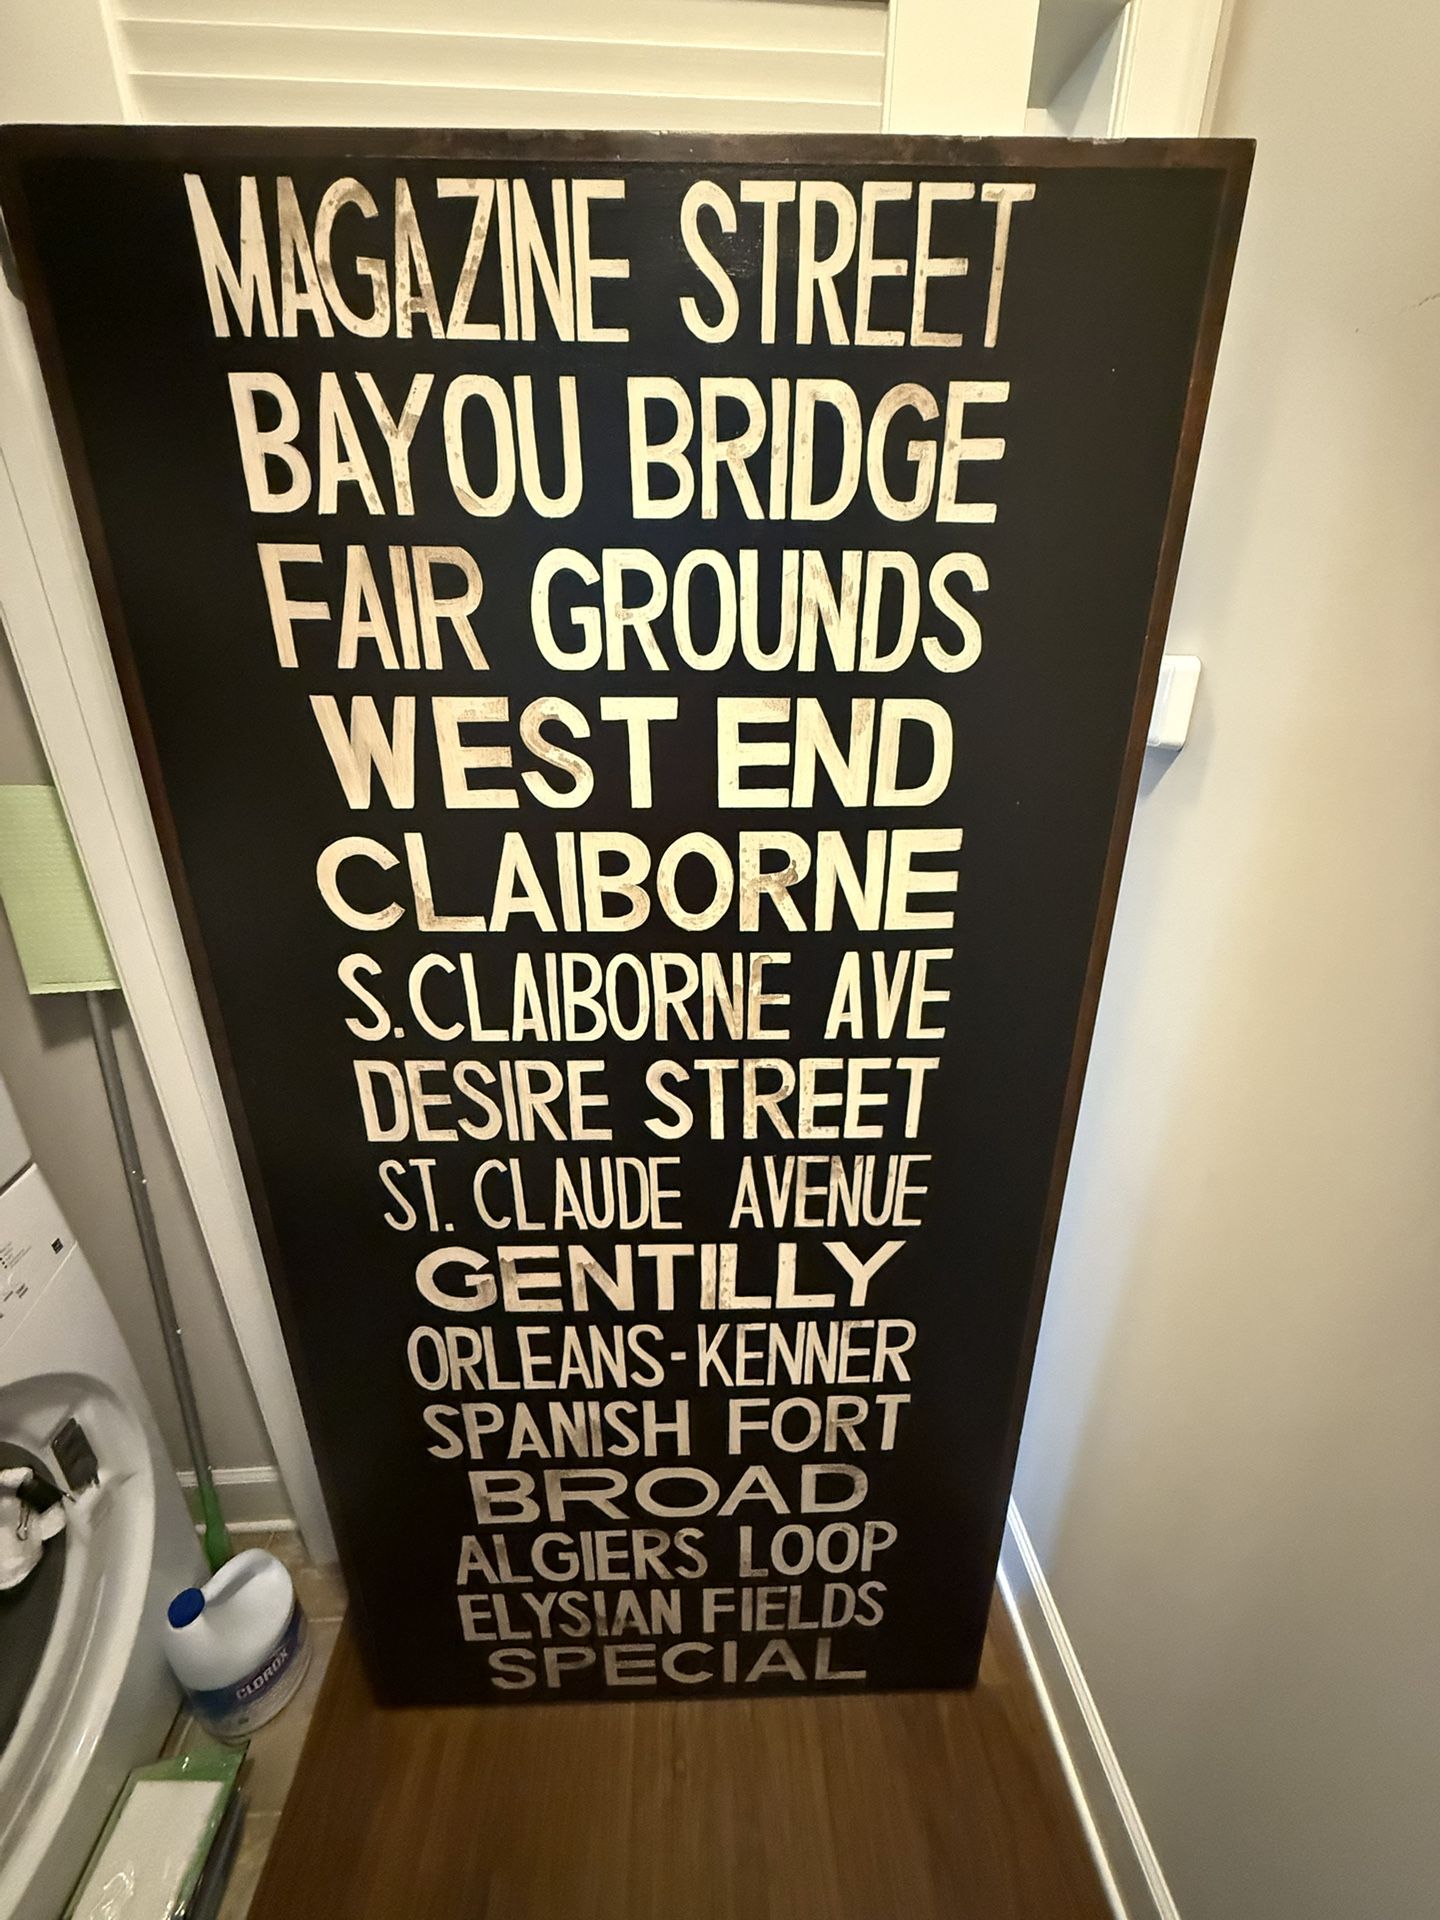 MAGAZINE STREET
BAYOU BRIDGE
FAIR GROUNDS
WEST END
CLAIBORNE
S. CLAIBORNE AVE
DESIRE STREET
ST. CLAUDE AVENUE
GENTILLY
ORLEANS-KENNER
SPANISH FORT
BROAD
ALGIERS LOOP
ELYSIAN FIELDS
SPECIAL
CLOROX